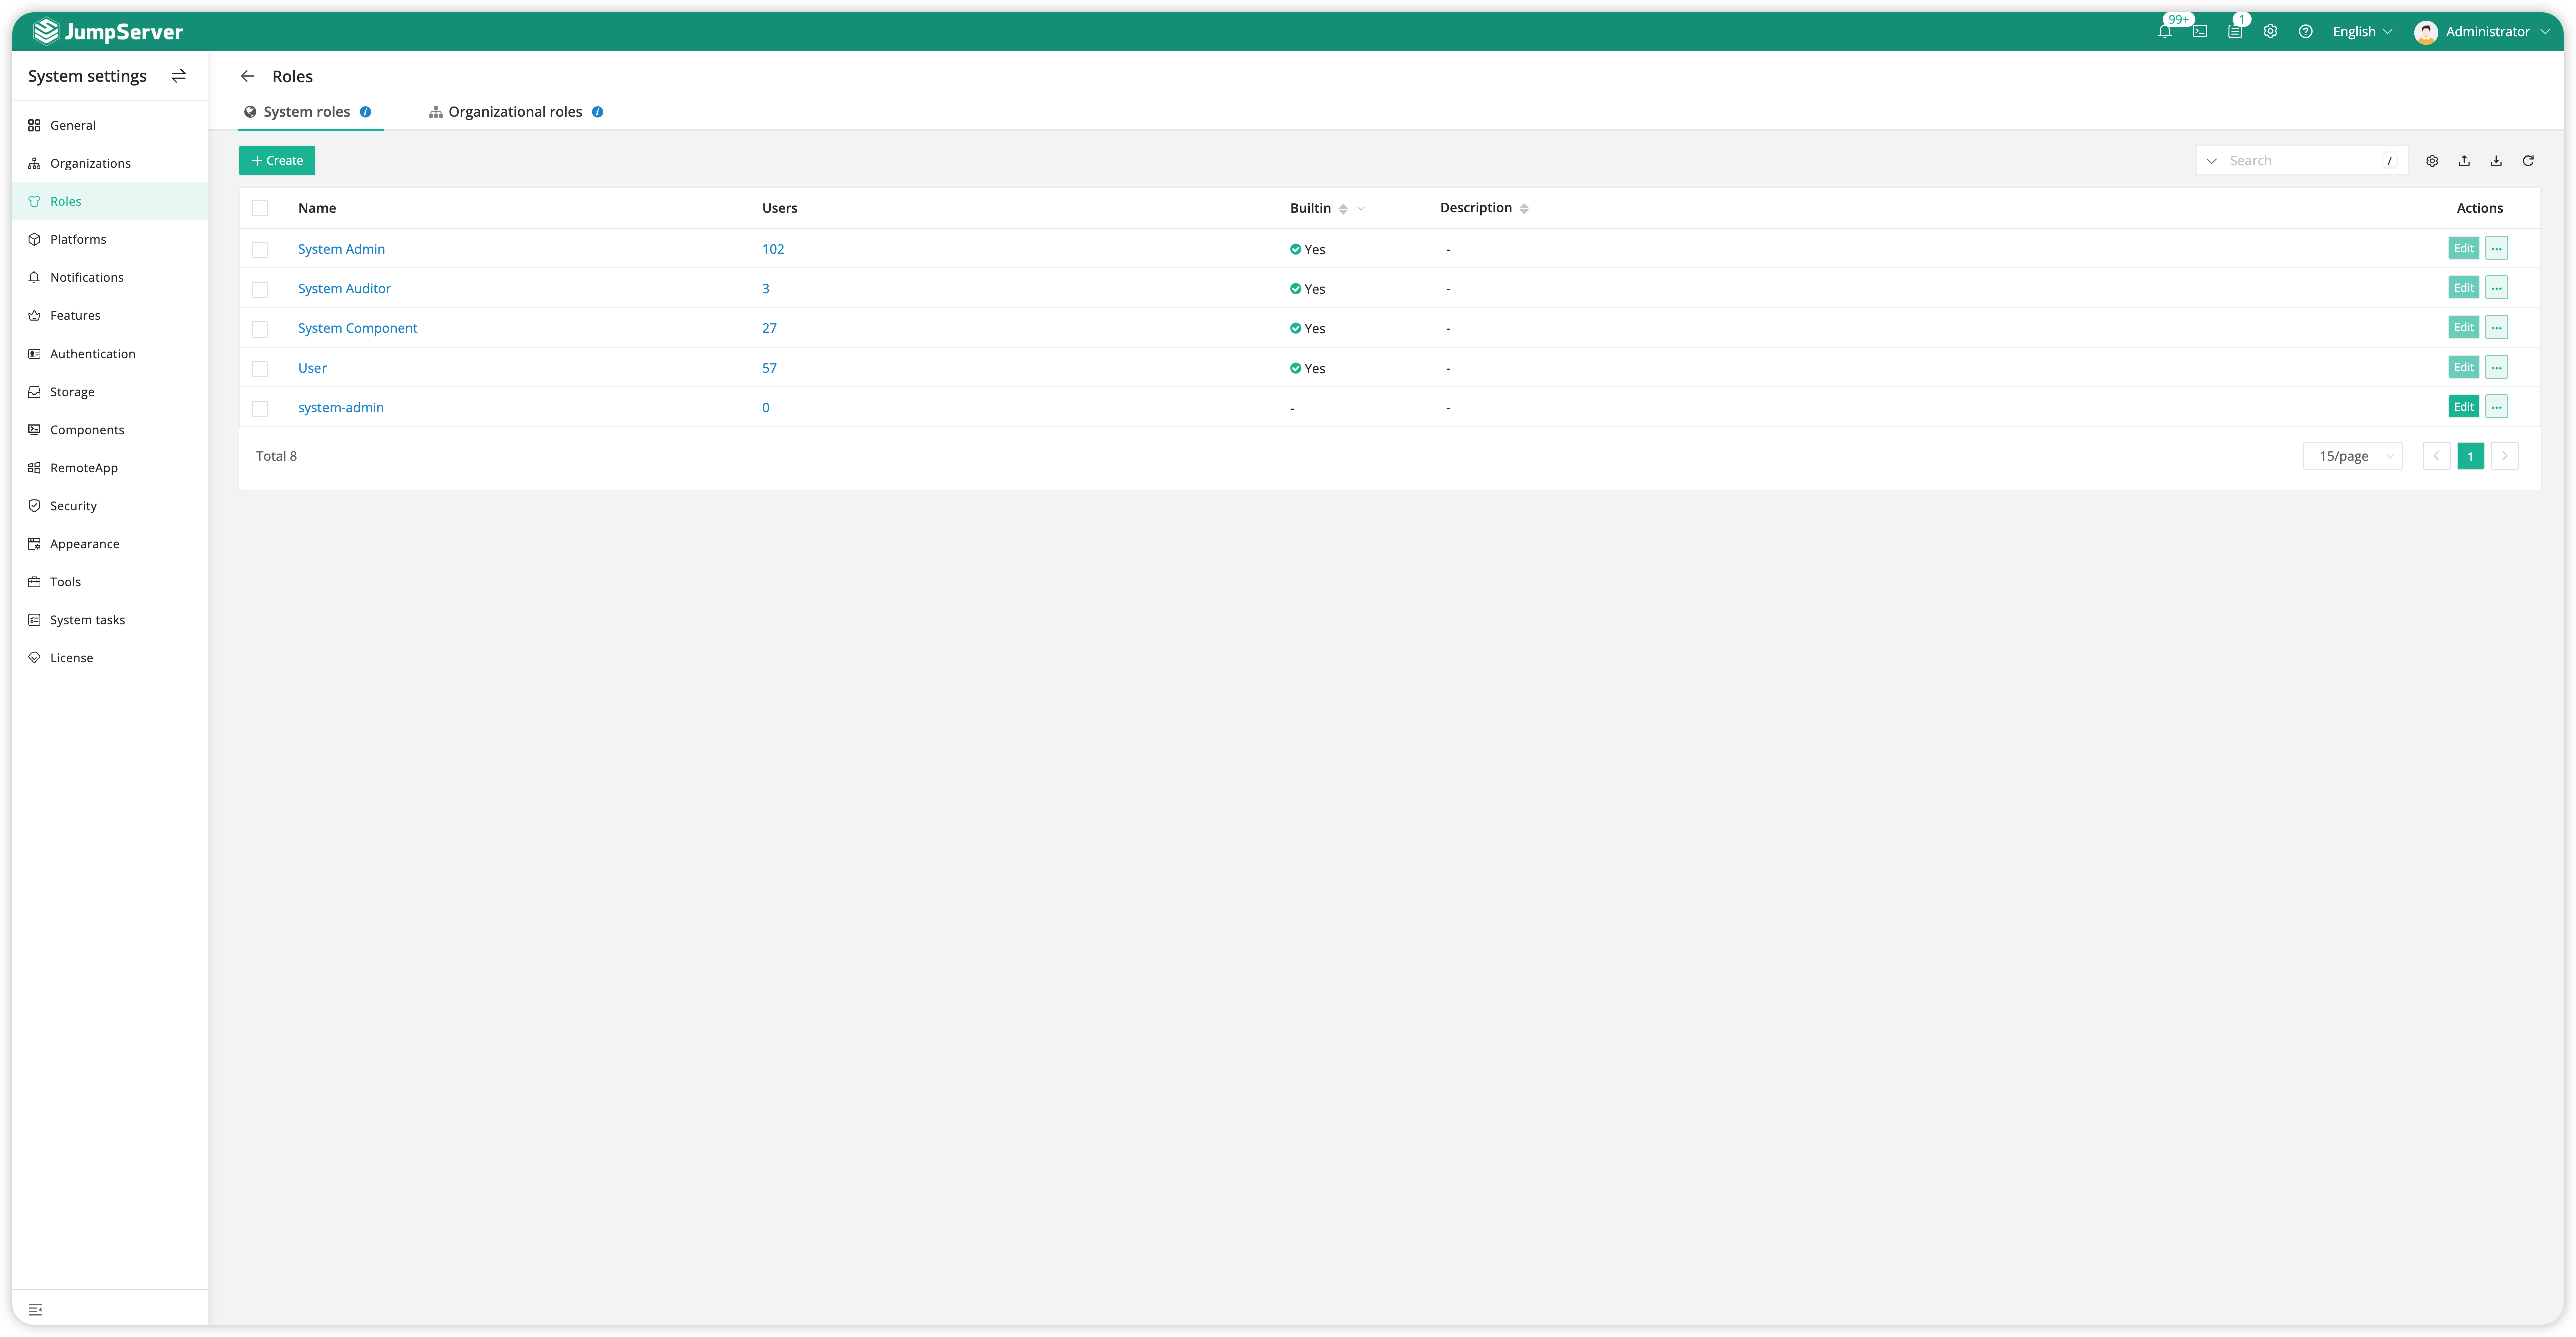 JumpServer
99+
1
English
Administrator
System settings
General
Organizations
Roles
Platforms
Notifications
Features
Authentication
Storage
Components
RemoteApp
Security
Appearance
Tools
System tasks
License
Roles
System roles
Organizational roles
+ Create
Search /
Name Users Builtin Description Actions
System Admin 102 Yes - Edit ...
System Auditor 3 Yes - Edit ...
System Component 27 Yes - Edit ...
User 57 Yes - Edit ...
system-admin 0 - - Edit ...
Total 8 15/page 1